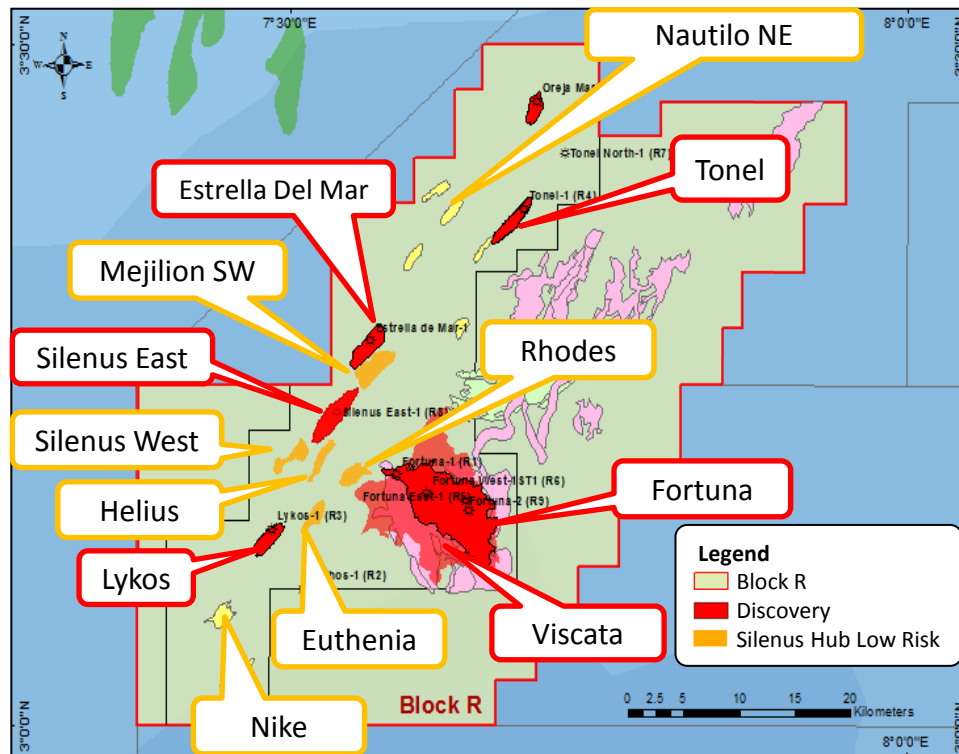 7°30'0"E
8°0'0"E
3°30'0"N
N
W
E
S
Nautilo NE
Oreja Mar
Tonel North-1 (R7)
Tonel
Estrella Del Mar
Tonel-1 (R4)
Mejilion SW
Estrella de Mar-1
Rhodes
Silenus East
Silenus East-1 (R8)
Silenus West
Fortuna-1 (R1)
Fortuna West-1ST1 (R6)
Fortuna
Helius
Fortuna East-1 (R5)
Fortuna-2 (R9)
Lykos-1 (R3)
Lykos
(R2)
Euthenia
Viscata
Legend
Block R
Discovery
Silenus Hub Low Risk
Nike
Block R
0 2.5 5 10 15 20
Kilometers
3°0'0"N
8°0'0"E